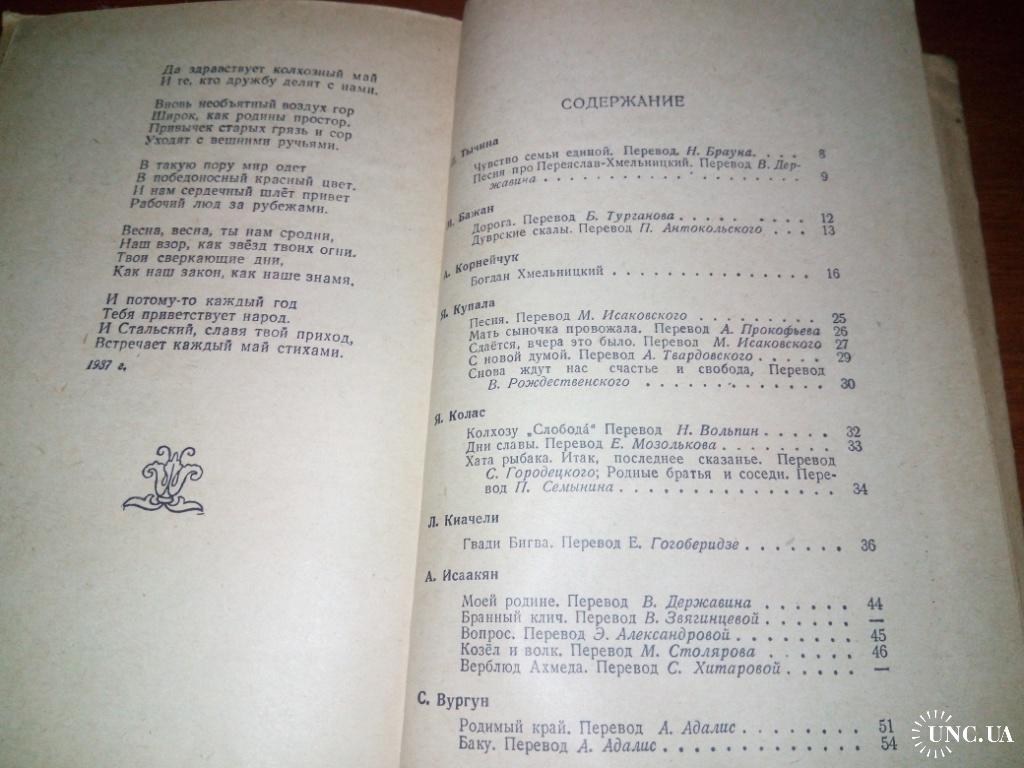 Да здравствует колхозный май
И те, кто дружбу делят с нами.
Вновь необъятный воздух гор
Широк, как родины простор.
Привычек старых грязь и сор
Уходят с вешними ручьями.
В такую пору мир одет
В победоносный красный цвет.
И нам сердечный шлёт привет
Рабочий люд за рубежами.
Весна, весна, ты нам сродни,
Наш взор, как звёзд твоих огни.
Твои сверкающие дни,
Как наш закон, как наше знамя,
И потому-то каждый год
Тебя приветствует народ.
И Стальский, славя твой приход,
Встречает каждый май стихами.
1937 г.
СОДЕРЖАНИЕ
Тычина
Чувство семьи единой. Перевод. Н. Брауна. . . . 8
Песня про Переяслав-Хмельницкий. Перевод В. Дер-
жавина . . . . . . . . . . . . . . . . . . . 9
Бажан
Дорога. Перевод Б. Турганова . . . . . . . . . 12
Дуврские скалы. Перевод П. Антокольского . . . 13
А. Корнейчук
Богдан Хмельницкий . . . . . . . . . . . . . . . 16
Я. Купала
Песня. Перевод М. Исаковского . . . . . . . . . 25
Мать сыночка провожала. Перевод А. Прокофьева 26
Сдаётся, вчера это было. Перевод М. Исаковского 27
С новой думой. Перевод А. Твардовского . . . . . 29
Снова ждут нас счастье и свобода, Перевод
В. Рождественского . . . . . . . . . . . . . 30
Я. Колас
Колхозу „Слобода́" Перевод Н. Вольпин . . . . . 32
Дни славы. Перевод Е. Мозолькова . . . . . . . 33
Хата рыбака. Итак, последнее сказанье. Перевод
С. Городецкого; Родные братья и соседи. Пере-
вод П. Семынина . . . . . . . . . . . . . . . 34
Л. Киачели
Гвади Бигва. Перевод Е. Гогоберидзе . . . . . . . 36
А. Исаакян
Моей родине. Перевод В. Державина . . . . . . 44
Бранный клич. Перевод В. Звягинцевой . . . . . . —
Вопрос. Перевод Э. Александровой . . . . . . . . 45
Козёл и волк. Перевод М. Столярова . . . . . . 46
Верблюд Ахмеда. Перевод С. Хитаровой . . . . . —
С. Вургун
Родимый край. Перевод А. Адалис . . . . . . . 51
Баку. Перевод А. Адалис . . . . . . . . . . . . 54
UNC.UA